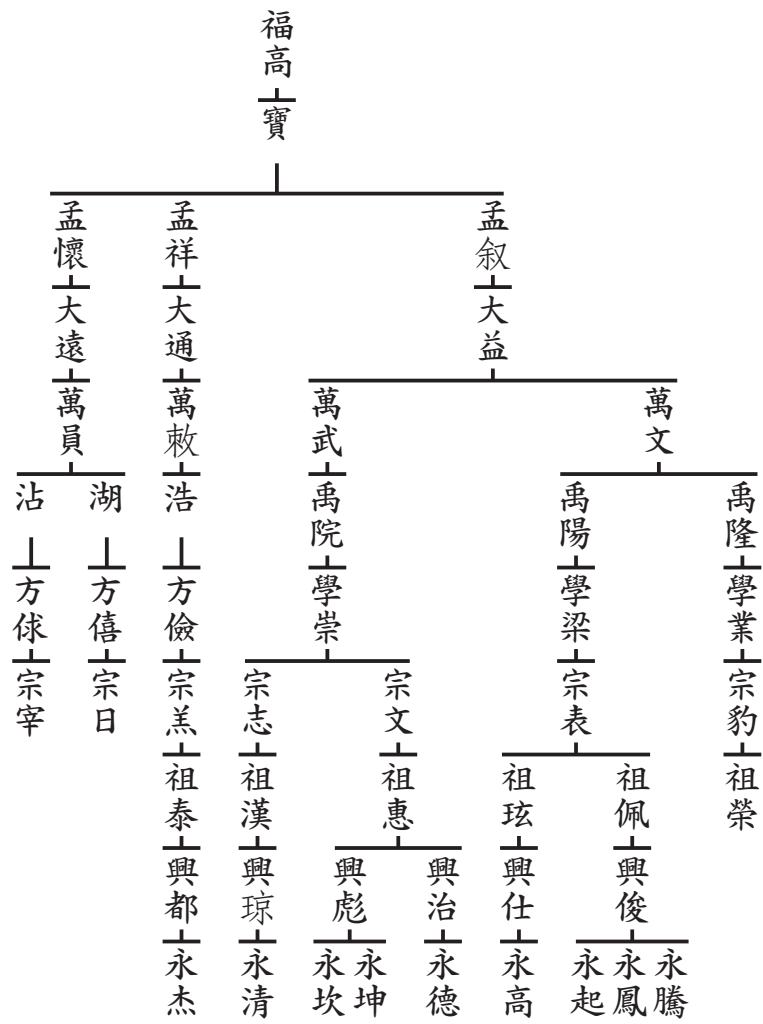 福高
寶
孟叙
孟祥
孟懷
大益
大通
大遠
萬文
萬武
萬敕
萬員
禹隆
禹陽
禹院
浩
湖
沾
學業
學梁
學崇
方儉
方僖
方俅
宗豹
宗表
宗文
宗志
宗羔
宗日
宗宰
祖榮
祖佩
祖玹
祖惠
祖漢
祖泰
興俊
興仕
興治
興彪
興琼
興都
永騰
永鳳
永起
永高
永德
永坤
永坎
永清
永杰